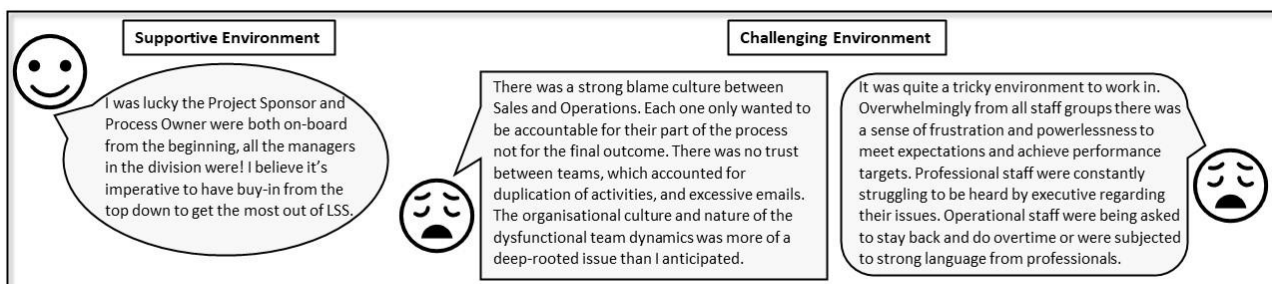 Supportive Environment
I was lucky the Project Sponsor and
Process Owner were both on-board
from the beginning, all the managers
in the division were! I believe it's
imperative to have buy-in from the
top down to get the most out of LSS.
Challenging Environment
There was a strong blame culture between
Sales and Operations. Each one only wanted to
be accountable for their part of the process
not for the final outcome. There was no trust
between teams, which accounted for
duplication of activities, and excessive emails.
The organisational culture and nature of the
dysfunctional team dynamics was more of a
deep-rooted issue than I anticipated.
It was quite a tricky environment to work in.
Overwhelmingly from all staff groups there was
a sense of frustration and powerlessness to
meet expectations and achieve performance
targets. Professional staff were constantly
struggling to be heard by executive regarding
their issues. Operational staff were being asked
to stay back and do overtime or were subjected
to strong language from professionals.